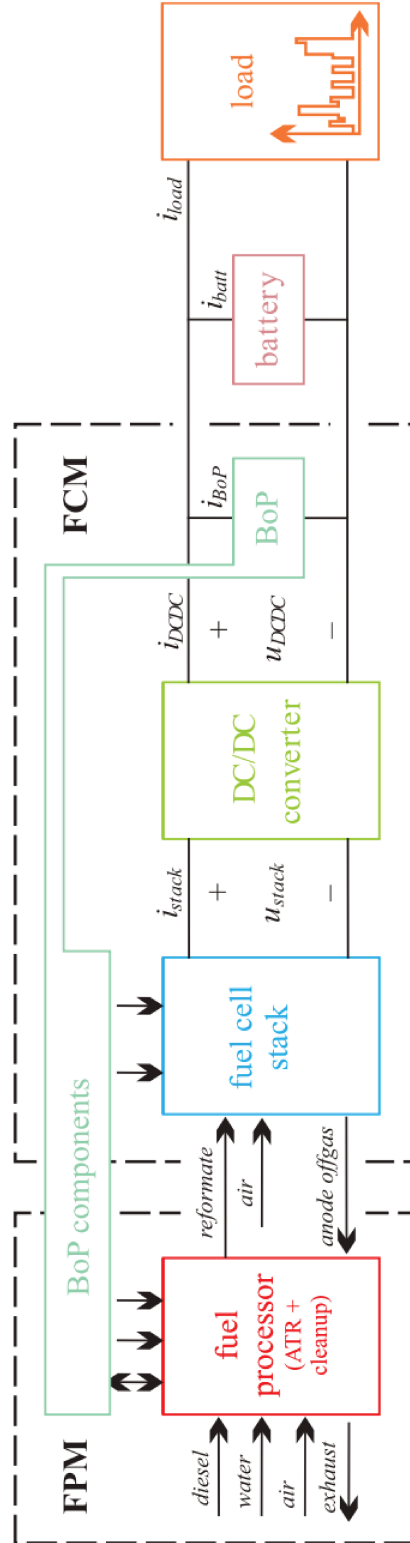 FPM
BoP components
FCM
diesel
water
air
exhaust
fuel
processor
(ATR +
cleanup)
reformate
air
anode offgas
fuel cell
stack
i_stack
+
u_stack
−
DC/DC
converter
i_DCDC
+
u_DCDC
−
i_BoP
BoP
i_batt
battery
i_load
load